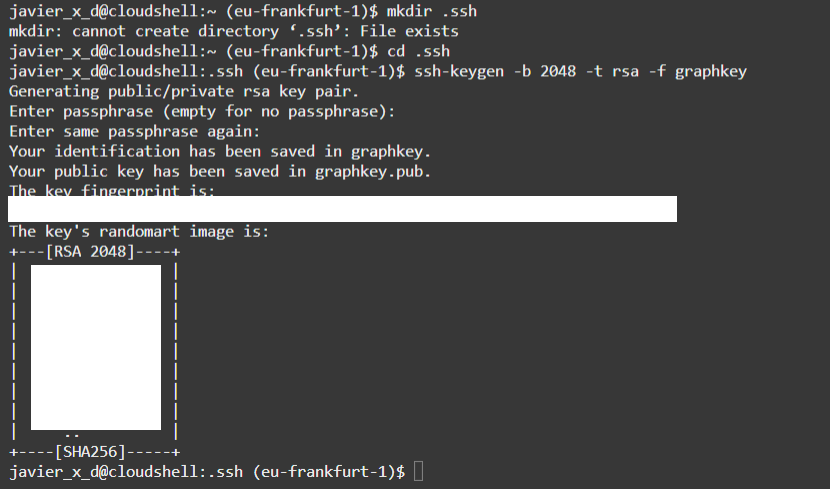 javier_x_d@cloudshell:~ (eu-frankfurt-1)$ mkdir .ssh
mkdir: cannot create directory ‘.ssh’: File exists
javier_x_d@cloudshell:~ (eu-frankfurt-1)$ cd .ssh
javier_x_d@cloudshell:.ssh (eu-frankfurt-1)$ ssh-keygen -b 2048 -t rsa -f graphkey
Generating public/private rsa key pair.
Enter passphrase (empty for no passphrase):
Enter same passphrase again:
Your identification has been saved in graphkey.
Your public key has been saved in graphkey.pub.
The key fingerprint is:
The key's randomart image is:
+---[RSA 2048]----+
|                 |
|                 |
|                 |
|                 |
|                 |
|                 |
|                 |
|                 |
|      ..         |
+----[SHA256]-----+
javier_x_d@cloudshell:.ssh (eu-frankfurt-1)$